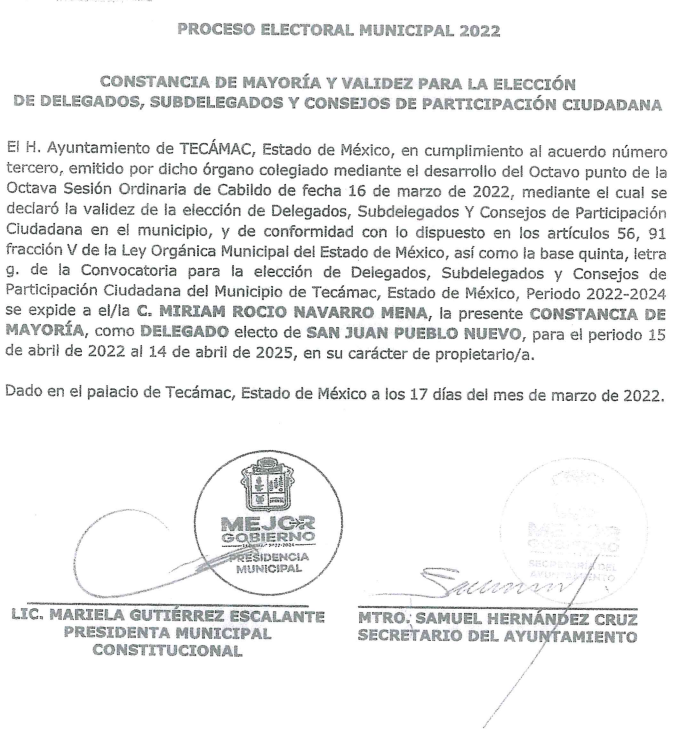 PROCESO ELECTORAL MUNICIPAL 2022
CONSTANCIA DE MAYORÍA Y VALIDEZ PARA LA ELECCIÓN
DE DELEGADOS, SUBDELEGADOS Y CONSEJOS DE PARTICIPACIÓN CIUDADANA
El H. Ayuntamiento de TECÁMAC, Estado de México, en cumplimiento al acuerdo número
tercero, emitido por dicho órgano colegiado mediante el desarrollo del Octavo punto de la
Octava Sesión Ordinaria de Cabildo de fecha 16 de marzo de 2022, mediante el cual se
declaró la validez de la elección de Delegados, Subdelegados Y Consejos de Participación
Ciudadana en el municipio, y de conformidad con lo dispuesto en los artículos 56, 91
fracción V de la Ley Orgánica Municipal del Estado de México, así como la base quinta, letra
g. de la Convocatoria para la elección de Delegados, Subdelegados y Consejos de
Participación Ciudadana del Municipio de Tecámac, Estado de México, Periodo 2022-2024
se expide a el/la C. MIRIAM ROCIO NAVARRO MENA, la presente CONSTANCIA DE
MAYORÍA, como DELEGADO electo de SAN JUAN PUEBLO NUEVO, para el periodo 15
de abril de 2022 al 14 de abril de 2025, en su carácter de propietario/a.
Dado en el palacio de Tecámac, Estado de México a los 17 días del mes de marzo de 2022.
MEJOR
GOBIERNO
PRESIDENCIA
MUNICIPAL
MEJOR
GOBIERNO
SECRETARÍA DEL
AYUNTAMIENTO
LIC. MARIELA GUTIÉRREZ ESCALANTE
PRESIDENTA MUNICIPAL
CONSTITUCIONAL
MTRO. SAMUEL HERNÁNDEZ CRUZ
SECRETARIO DEL AYUNTAMIENTO